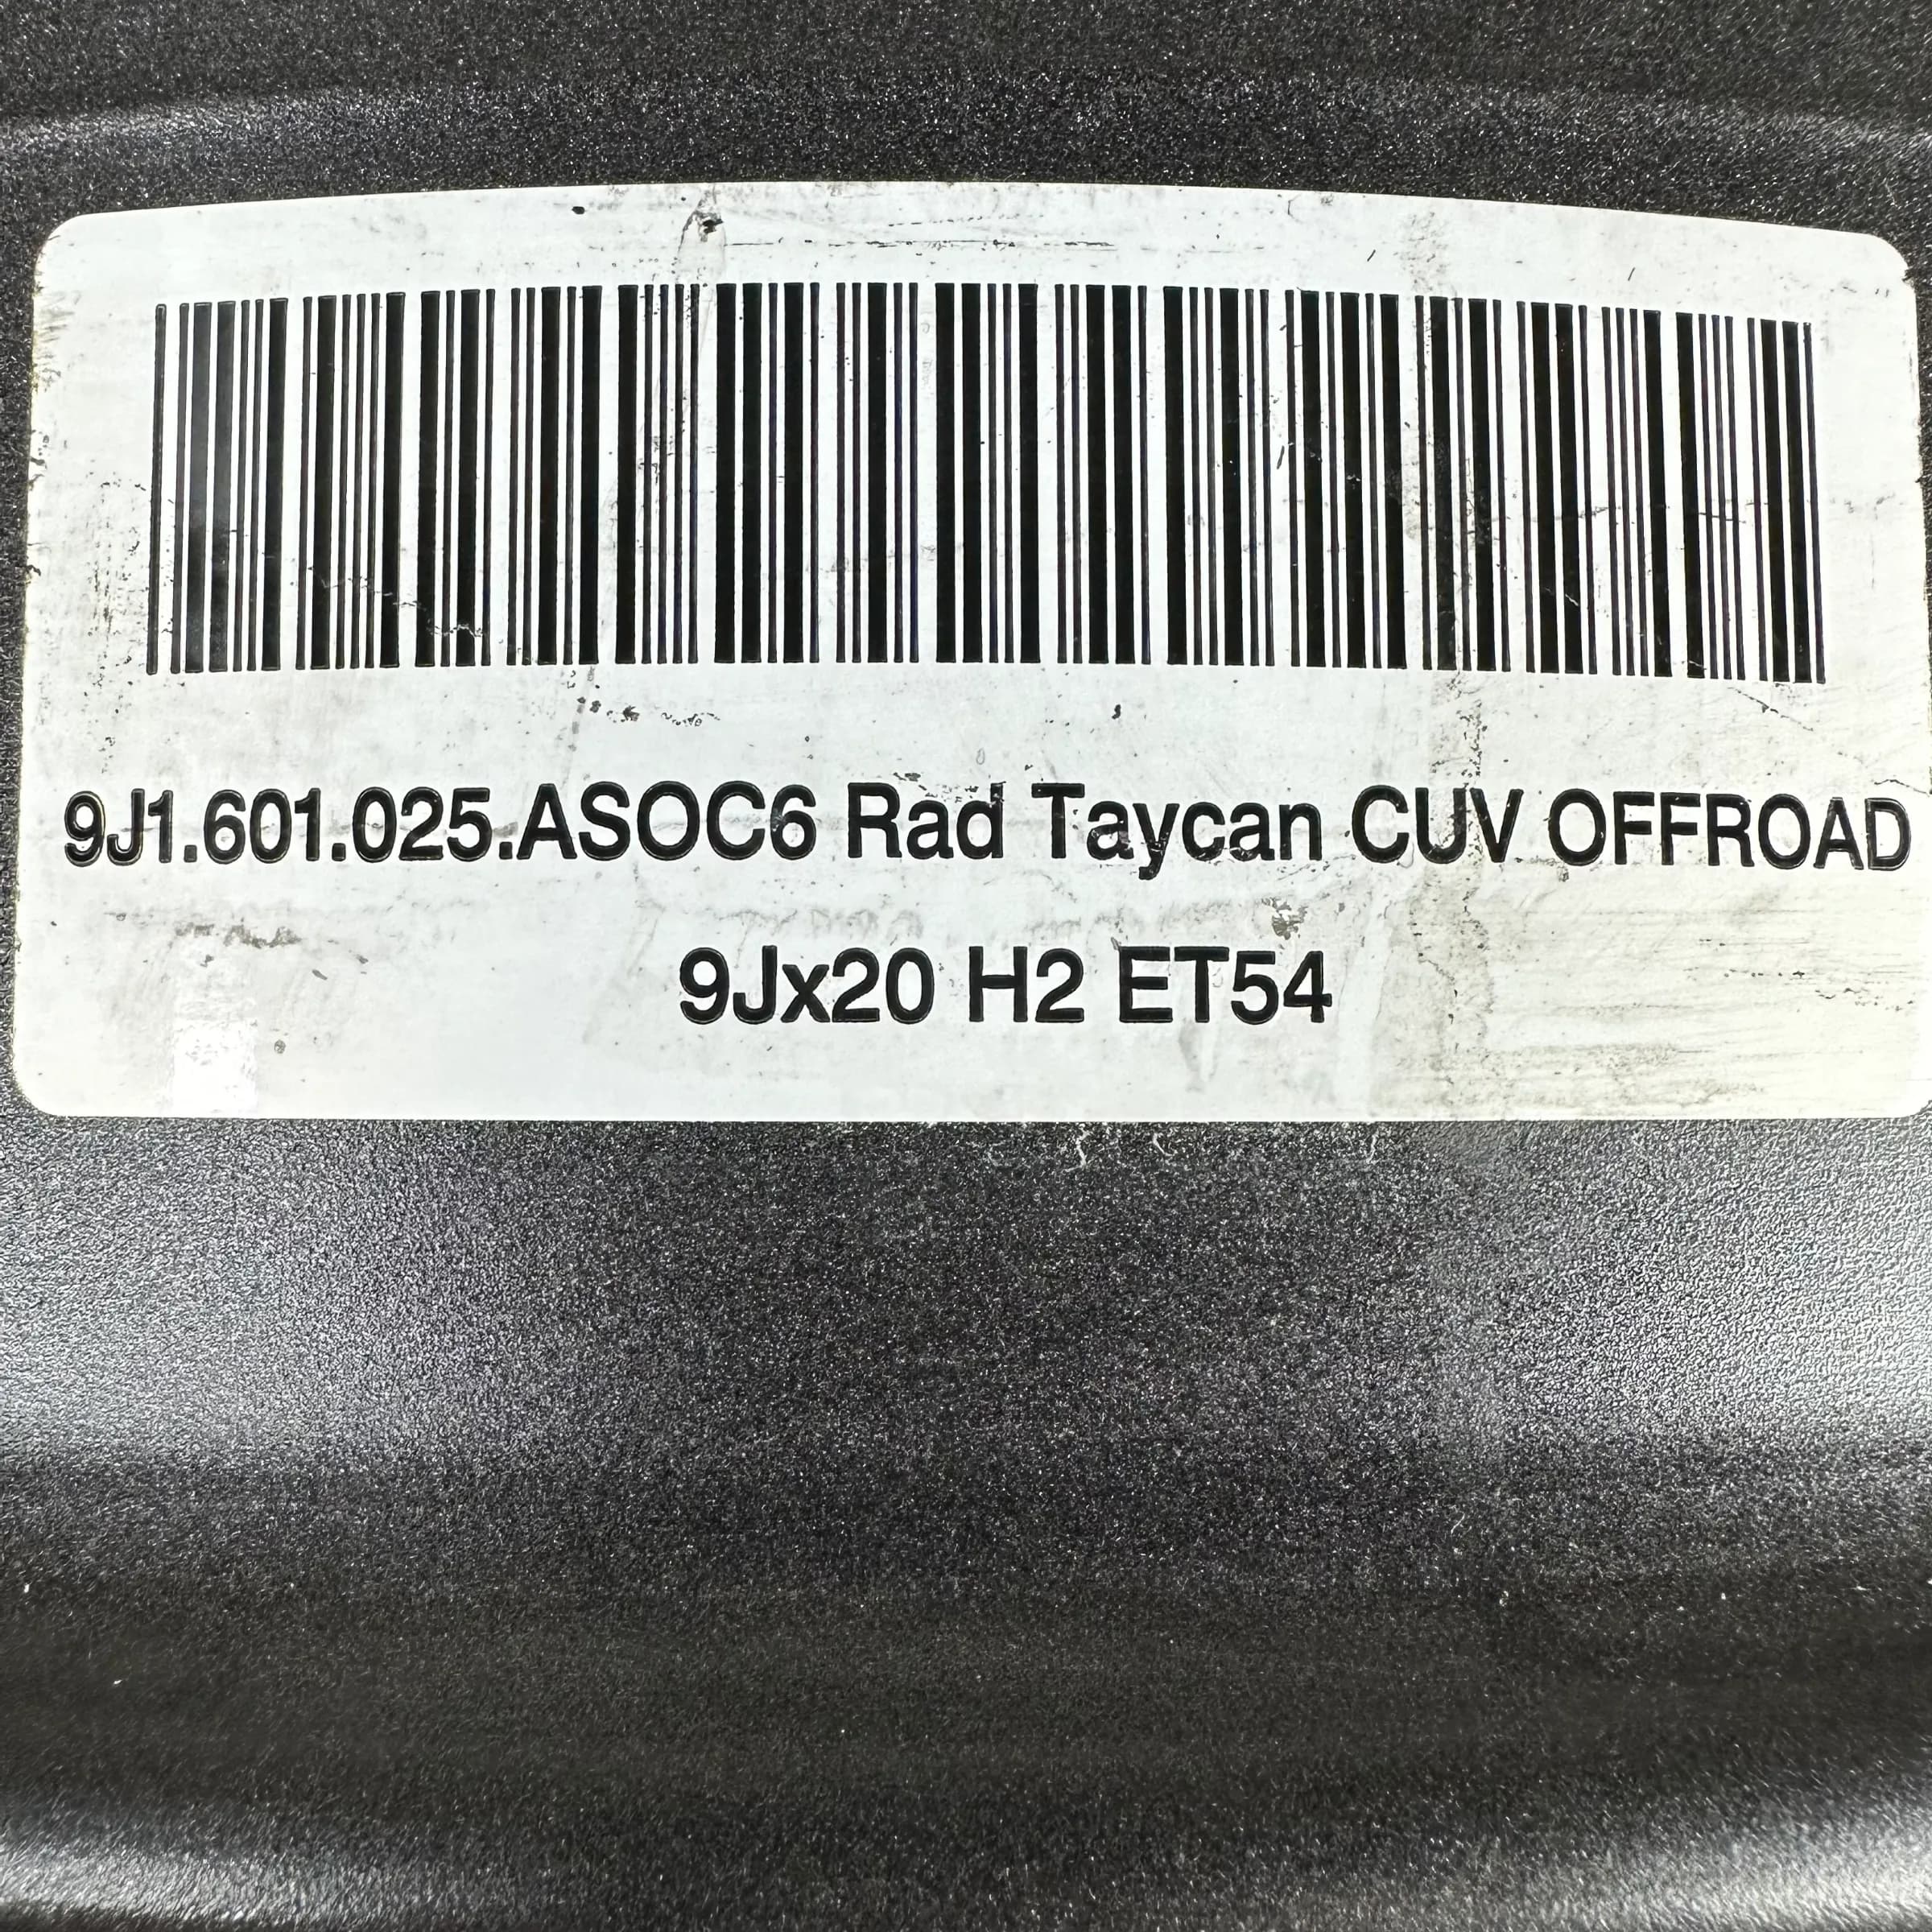 9J1.601.025.ASOC6 Rad Taycan CUV OFFROAD
9Jx20 H2 ET54